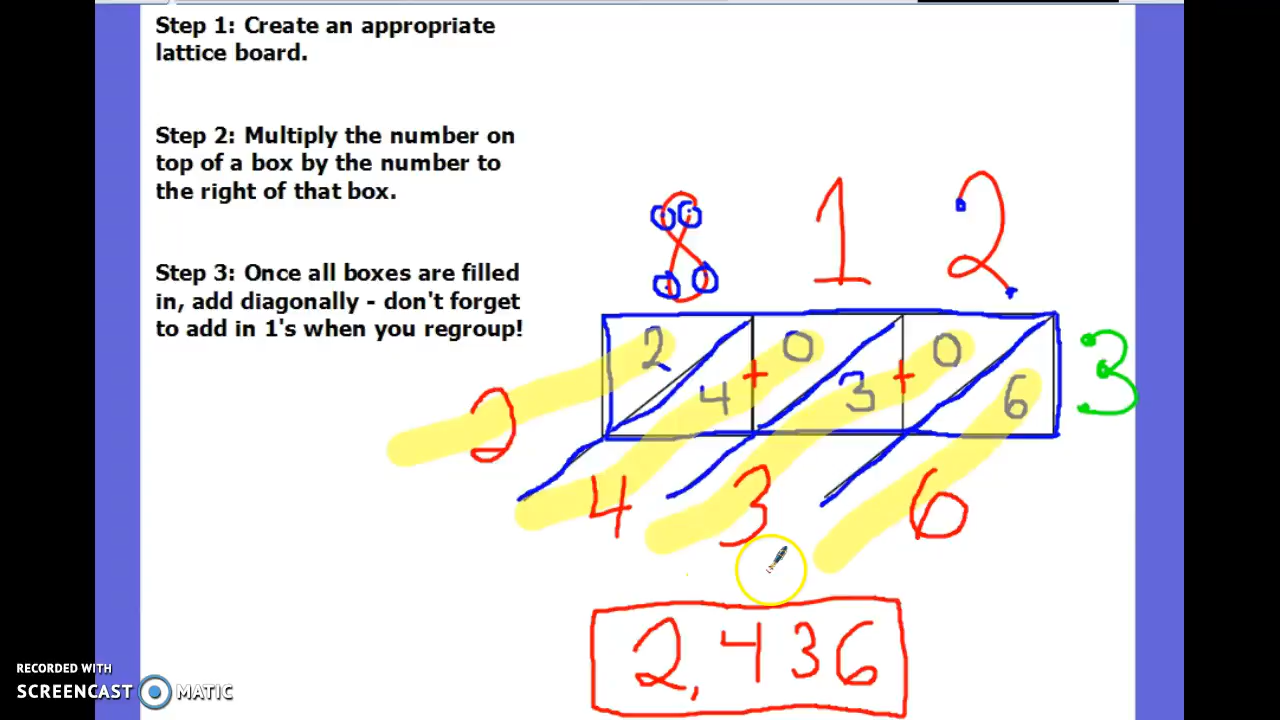 Step 1: Create an appropriate
lattice board.
Step 2: Multiply the number on
top of a box by the number to
the right of that box.
Step 3: Once all boxes are filled
in, add diagonally - don't forget
to add in 1's when you regroup!
8 1 2
2 0 0
4 + 3 + 6
3
2
4 3 6
2,436
RECORDED WITH
SCREENCAST MATIC